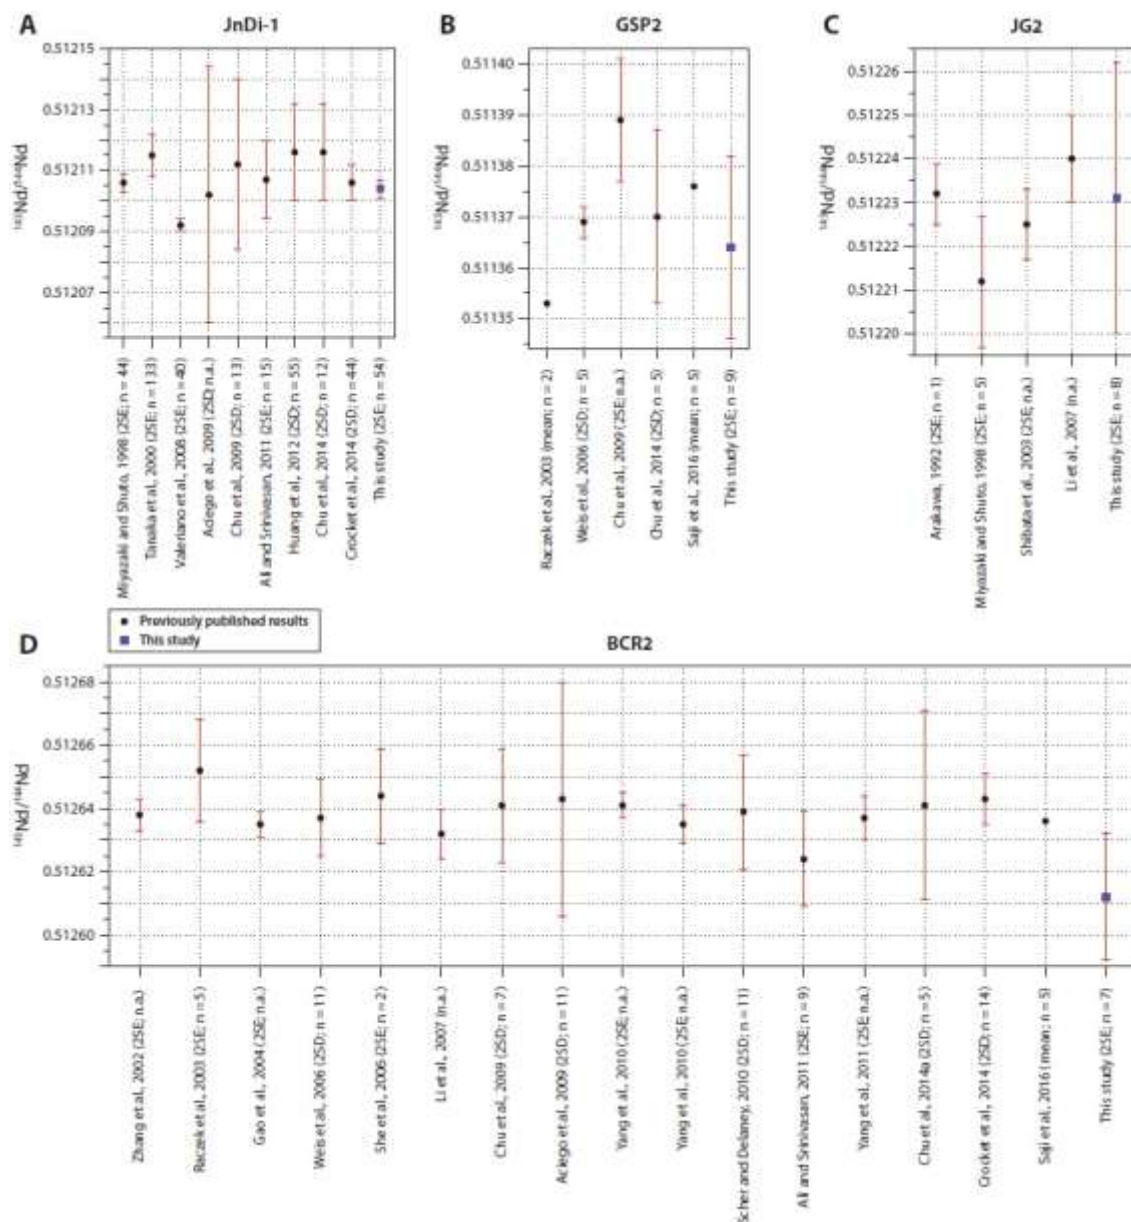 A
JnDi-1
0.51215
0.51213
0.51211
0.51209
0.51207
Miyazaki and Shuto, 1998 (2SE; n = 44)
Tanaka et al., 2000 (2SE; n = 133)
Valeriano et al., 2008 (2SE; n = 40)
Aciego et al., 2009 (2SD; n.a.)
Chu et al., 2009 (2SD; n = 13)
Ali and Srinivasan, 2011 (2SE; n = 15)
Huang et al., 2012 (2SD; n = 55)
Chu et al., 2014 (2SD; n = 12)
Crocket et al., 2014 (2SD; n = 44)
This study (2SE; n = 54)
B
GSP2
0.51140
0.51139
0.51138
0.51137
0.51136
0.51135
Raczek et al., 2003 (mean; n = 2)
Weis et al., 2006 (2SD; n = 5)
Chu et al., 2009 (2SE; n.a.)
Chu et al., 2014 (2SD; n = 5)
Saji et al., 2016 (mean; n = 5)
This study (2SE; n = 9)
C
JG2
0.51226
0.51225
0.51224
0.51223
0.51222
0.51221
0.51220
Arakawa, 1992 (2SE; n = 1)
Miyazaki and Shuto, 1998 (2SE; n = 5)
Shibata et al., 2003 (2SE; n.a.)
Li et al., 2007 (n.a.)
This study (2SE; n = 8)
Previously published results
This study
D
BCR2
0.51268
0.51266
0.51264
0.51262
0.51260
Zhang et al., 2002 (2SE; n.a.)
Raczek et al., 2003 (2SE; n = 5)
Gao et al., 2004 (2SE; n.a.)
Weis et al., 2006 (2SD; n = 11)
She et al., 2006 (2SE; n = 2)
Li et al., 2007 (n.a.)
Chu et al., 2009 (2SD; n = 7)
Aciego et al., 2009 (2SD; n = 11)
Yang et al., 2010 (2SE; n.a.)
Yang et al., 2010 (2SE; n.a.)
Scher and Delaney, 2010 (2SD; n = 11)
Ali and Srinivasan, 2011 (2SE; n = 9)
Yang et al., 2011 (2SE; n.a.)
Chu et al., 2014a (2SD; n = 5)
Crocket et al., 2014 (2SD; n = 14)
Saji et al., 2016 (mean; n = 5)
This study (2SE; n = 7)